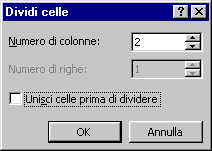 Dividi celle
Numero di colonne: 2
Numero di righe: 1
Unisci celle prima di dividere
OK Annulla